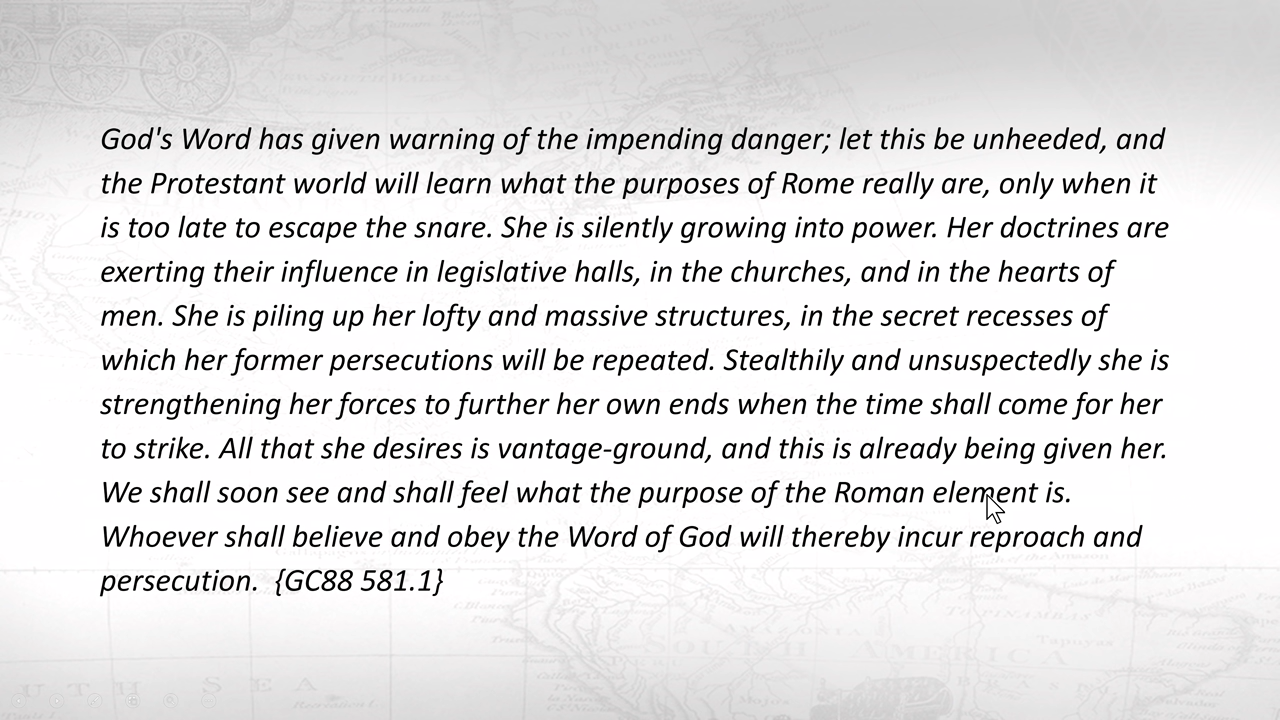 God's Word has given warning of the impending danger; let this be unheeded, and
the Protestant world will learn what the purposes of Rome really are, only when it
is too late to escape the snare. She is silently growing into power. Her doctrines are
exerting their influence in legislative halls, in the churches, and in the hearts of
men. She is piling up her lofty and massive structures, in the secret recesses of
which her former persecutions will be repeated. Stealthily and unsuspectedly she is
strengthening her forces to further her own ends when the time shall come for her
to strike. All that she desires is vantage-ground, and this is already being given her.
We shall soon see and shall feel what the purpose of the Roman element is.
Whoever shall believe and obey the Word of God will thereby incur reproach and
persecution.  {GC88 581.1}
SOUTH AMERICA